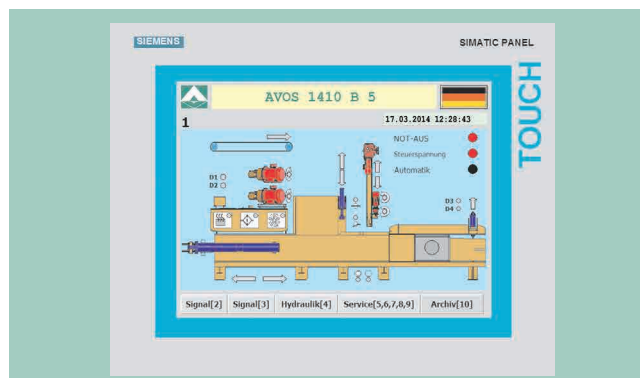 SIEMENS
SIMATIC PANEL
TOUCH
AVOS 1410 B 5
1
17.03.2014 12:28:43
NOT-AUS
Steuerspannung
Automatik
D1
D2
D3
D4
Signal[2] Signal[3] Hydraulik[4] Service[5,6,7,8,9] Archiv[10]